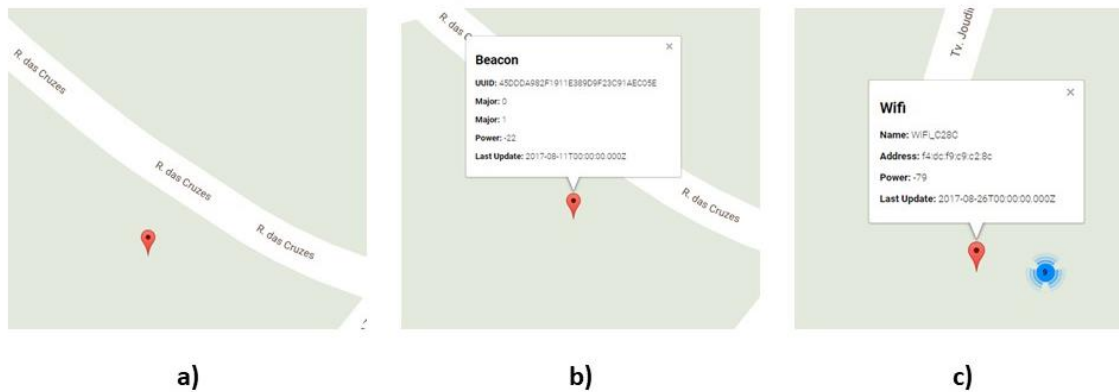 R. das Cruzes
R. das Cruzes
R. das Cruzes
a)
R. das
Beacon
×
UUID: 45DDDA982F1911E389D9F23C91AEC05E
Major: 0
Major: 1
Power: -22
Last Update: 2017-08-11T00:00:00.000Z
R. das Cruzes
b)
Tv. Joudi
Wifi
×
Name: WiFi_C28C
Address: f4:dc:f9:c9:c2:8c
Power: -79
Last Update: 2017-08-26T00:00:00.000Z
9
c)